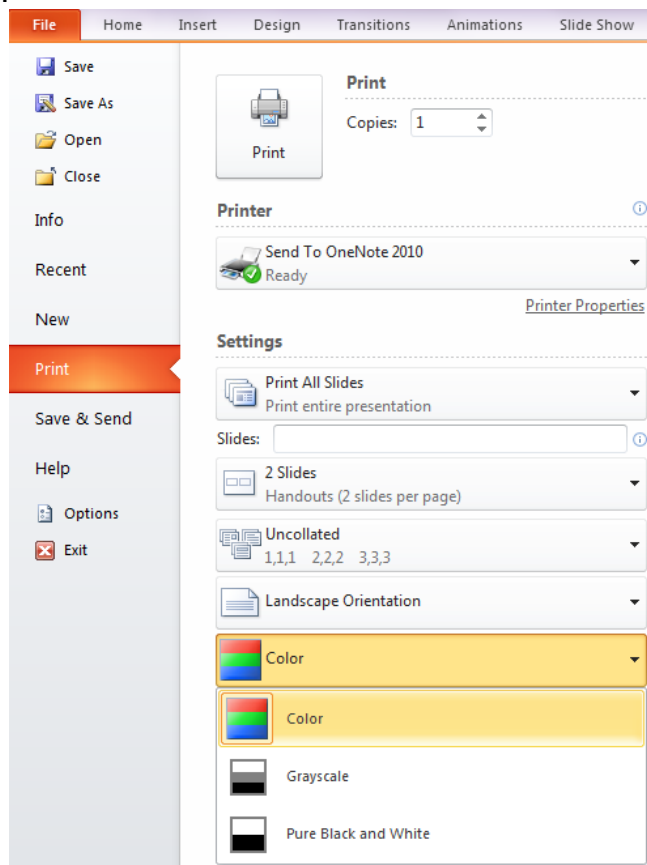 File Home Insert Design Transitions Animations Slide Show
Save
Save As
Open
Close
Info
Recent
New
Print
Save & Send
Help
Options
Exit
Print
Print
Copies: 1
Printer
Send To OneNote 2010
Ready
Printer Properties
Settings
Print All Slides
Print entire presentation
Slides:
2 Slides
Handouts (2 slides per page)
Uncollated
1,1,1 2,2,2 3,3,3
Landscape Orientation
Color
Color
Grayscale
Pure Black and White